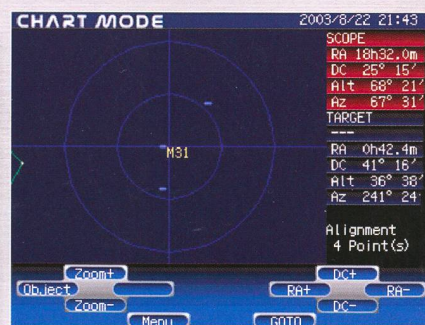 CHART MODE 2003/8/22 21:43
SCOPE
RA 18h32.0m
DC 25° 15′
Alt 68° 21′
Az 67° 31′
TARGET
---
RA 0h42.4m
DC 41° 16′
Alt 36° 38′
Az 241° 24′
M31
Alignment
4 Point(s)
Zoom+ DC+
Object RA+ RA-
Zoom- DC-
Menu GOTO